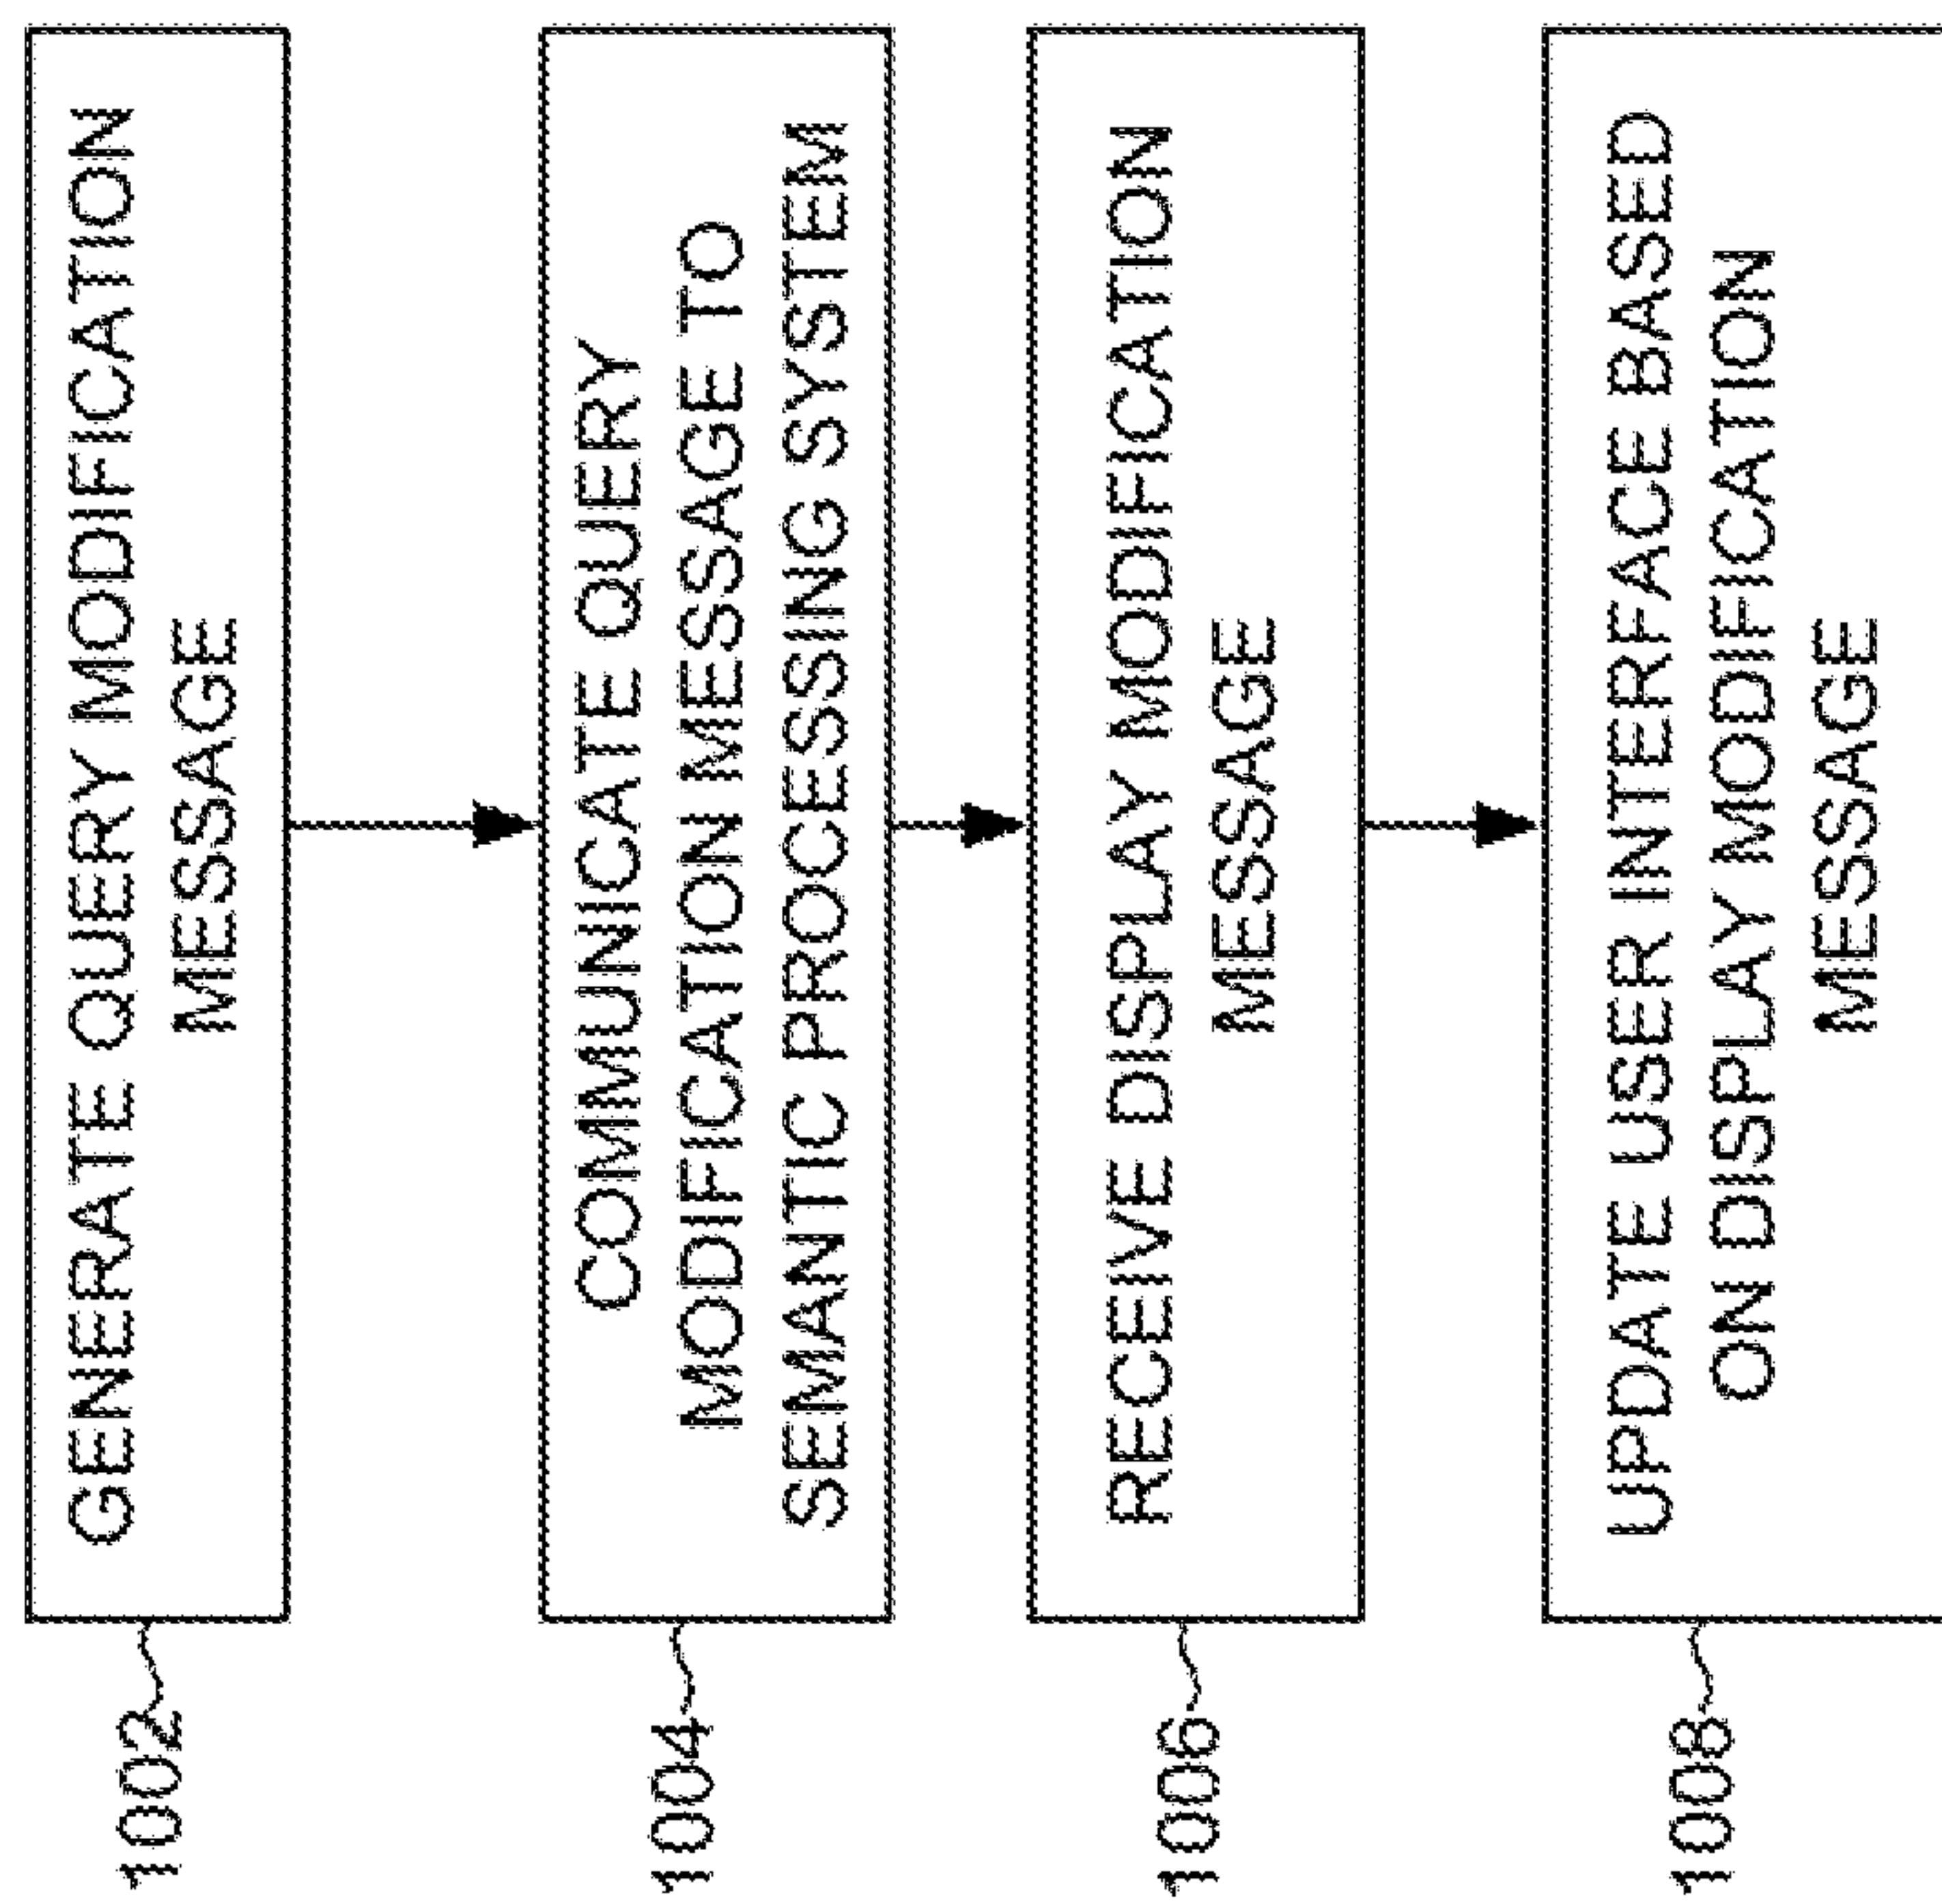 1002
GENERATE QUERY MODIFICATION
MESSAGE
1004
COMMUNICATE QUERY
MODIFICATION MESSAGE TO
SEMANTIC PROCESSING SYSTEM
1006
RECEIVE DISPLAY MODIFICATION
MESSAGE
1008
UPDATE USER INTERFACE BASED
ON DISPLAY MODIFICATION
MESSAGE